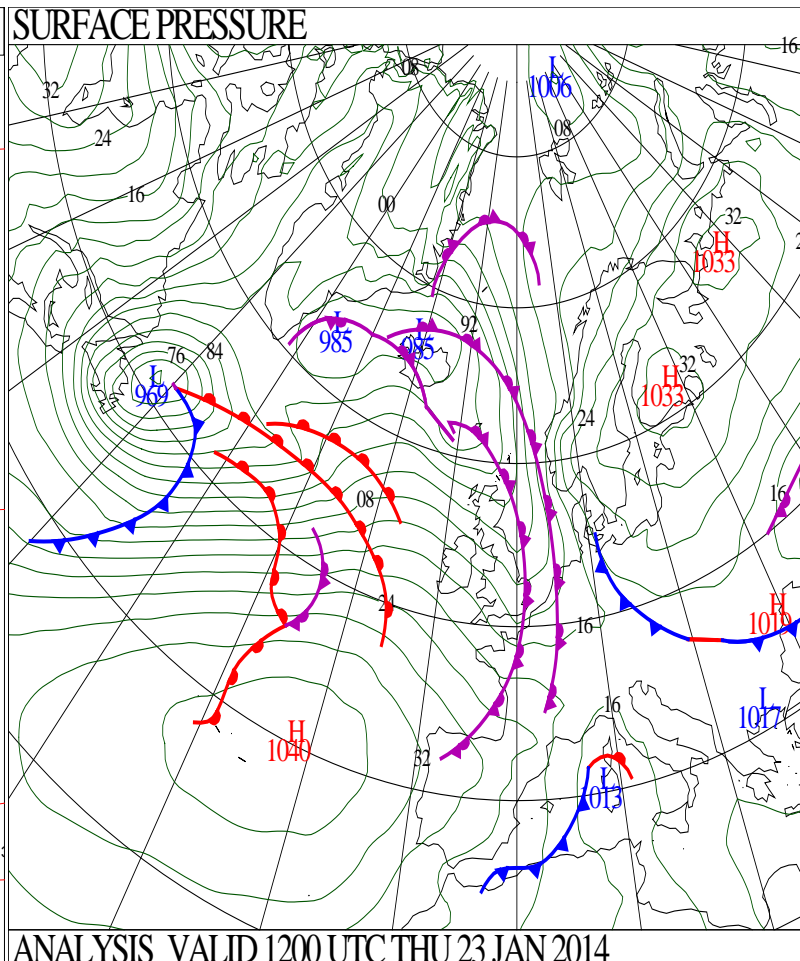 SURFACE PRESSURE
16
L
1006
08
32
08
24
16
00
32
H
1033
92
L
985
L
985
76
84
L
969
32
H
1033
24
08
16
24
16
H
1019
16
L
1017
H
1040
32
L
1013
ANALYSIS VALID 1200 UTC THU 23 JAN 2014